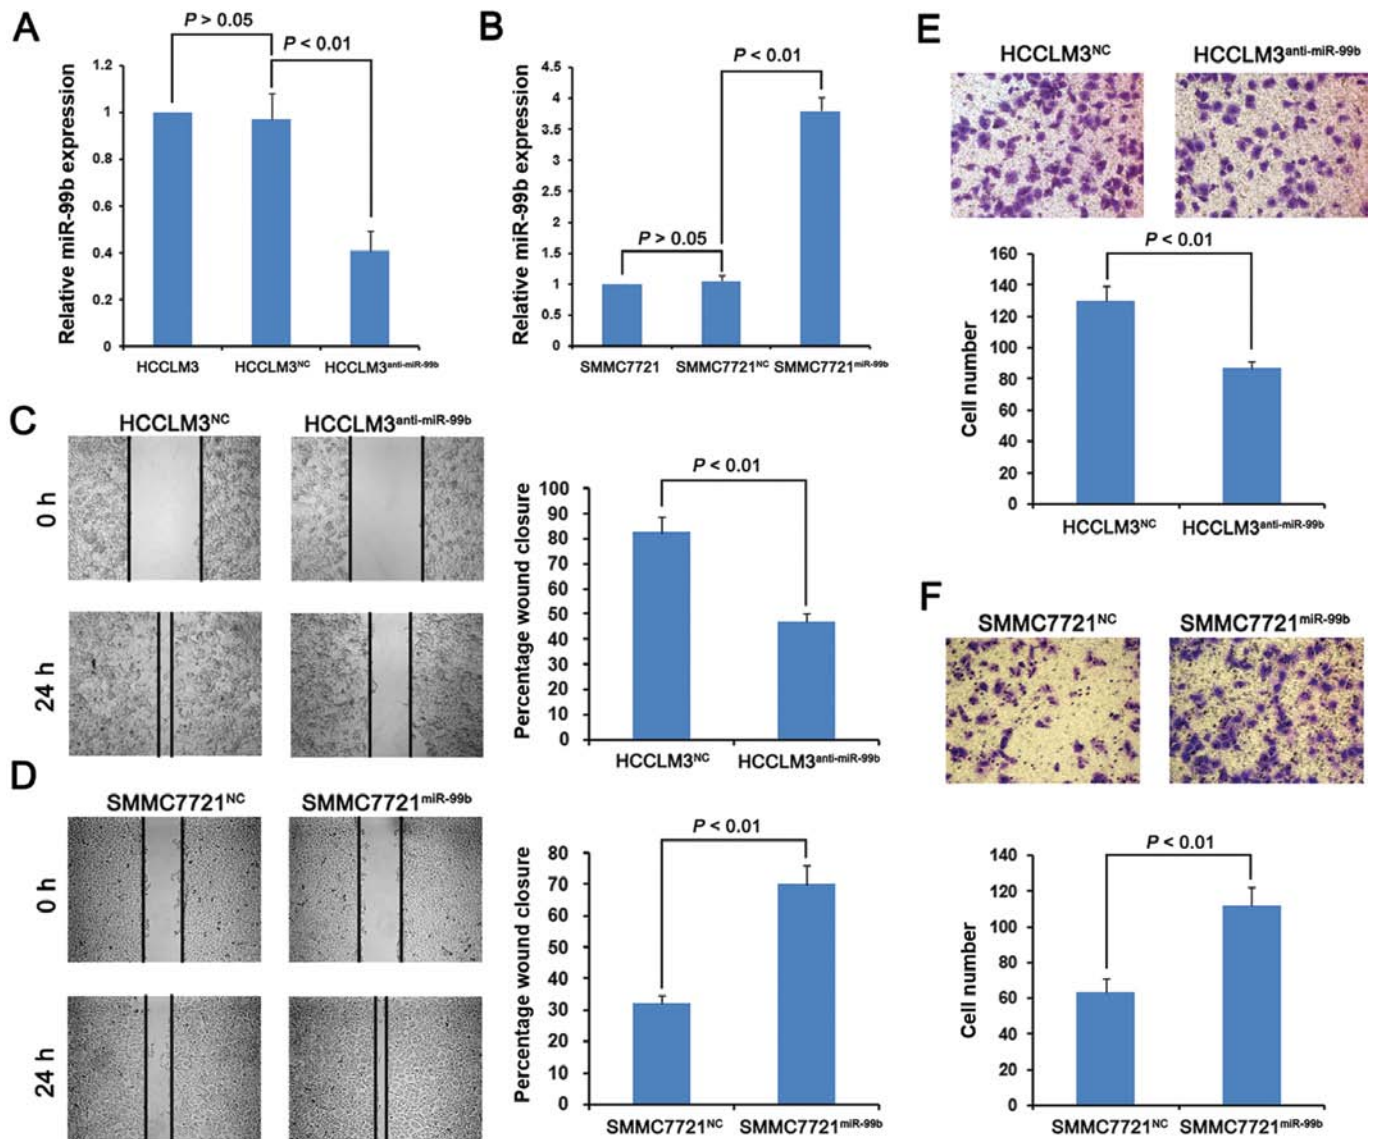 A
P > 0.05
P < 0.01
Relative miR-99b expression
1.2
1
0.8
0.6
0.4
0.2
0
HCCLM3 HCCLM3NC HCCLM3anti-miR-99b
B
P < 0.01
P > 0.05
Relative miR-99b expression
4.5
4
3.5
3
2.5
2
1.5
1
0.5
0
SMMC7721 SMMC7721NC SMMC7721miR-99b
C
HCCLM3NC HCCLM3anti-miR-99b
0 h
24 h
P < 0.01
Percentage wound closure
100
90
80
70
60
50
40
30
20
10
0
HCCLM3NC HCCLM3anti-miR-99b
D
SMMC7721NC SMMC7721miR-99b
0 h
24 h
P < 0.01
Percentage wound closure
80
70
60
50
40
30
20
10
0
SMMC7721NC SMMC7721miR-99b
E
HCCLM3NC HCCLM3anti-miR-99b
P < 0.01
Cell number
160
140
120
100
80
60
40
20
0
HCCLM3NC HCCLM3anti-miR-99b
F
SMMC7721NC SMMC7721miR-99b
P < 0.01
Cell number
140
120
100
80
60
40
20
0
SMMC7721NC SMMC7721miR-99b